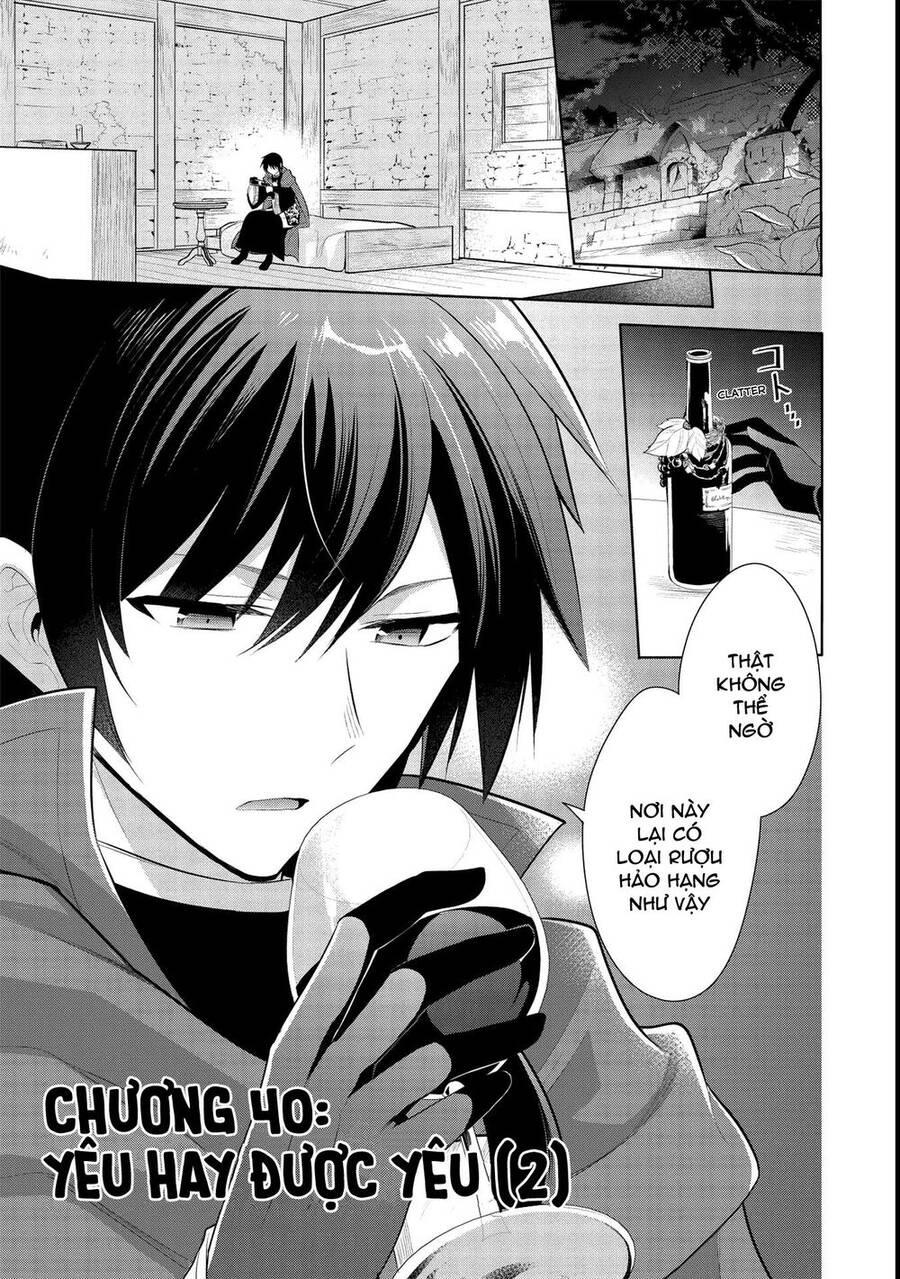 コトッ
CLATTER
THẬT
KHÔNG
THỂ
NGỜ
NƠI NÀY
LẠI CÓ
LOẠI RƯỢU
HẢO HẠNG
NHƯ VẬY
CHƯƠNG 40:
YÊU HAY ĐƯỢC YÊU (2)